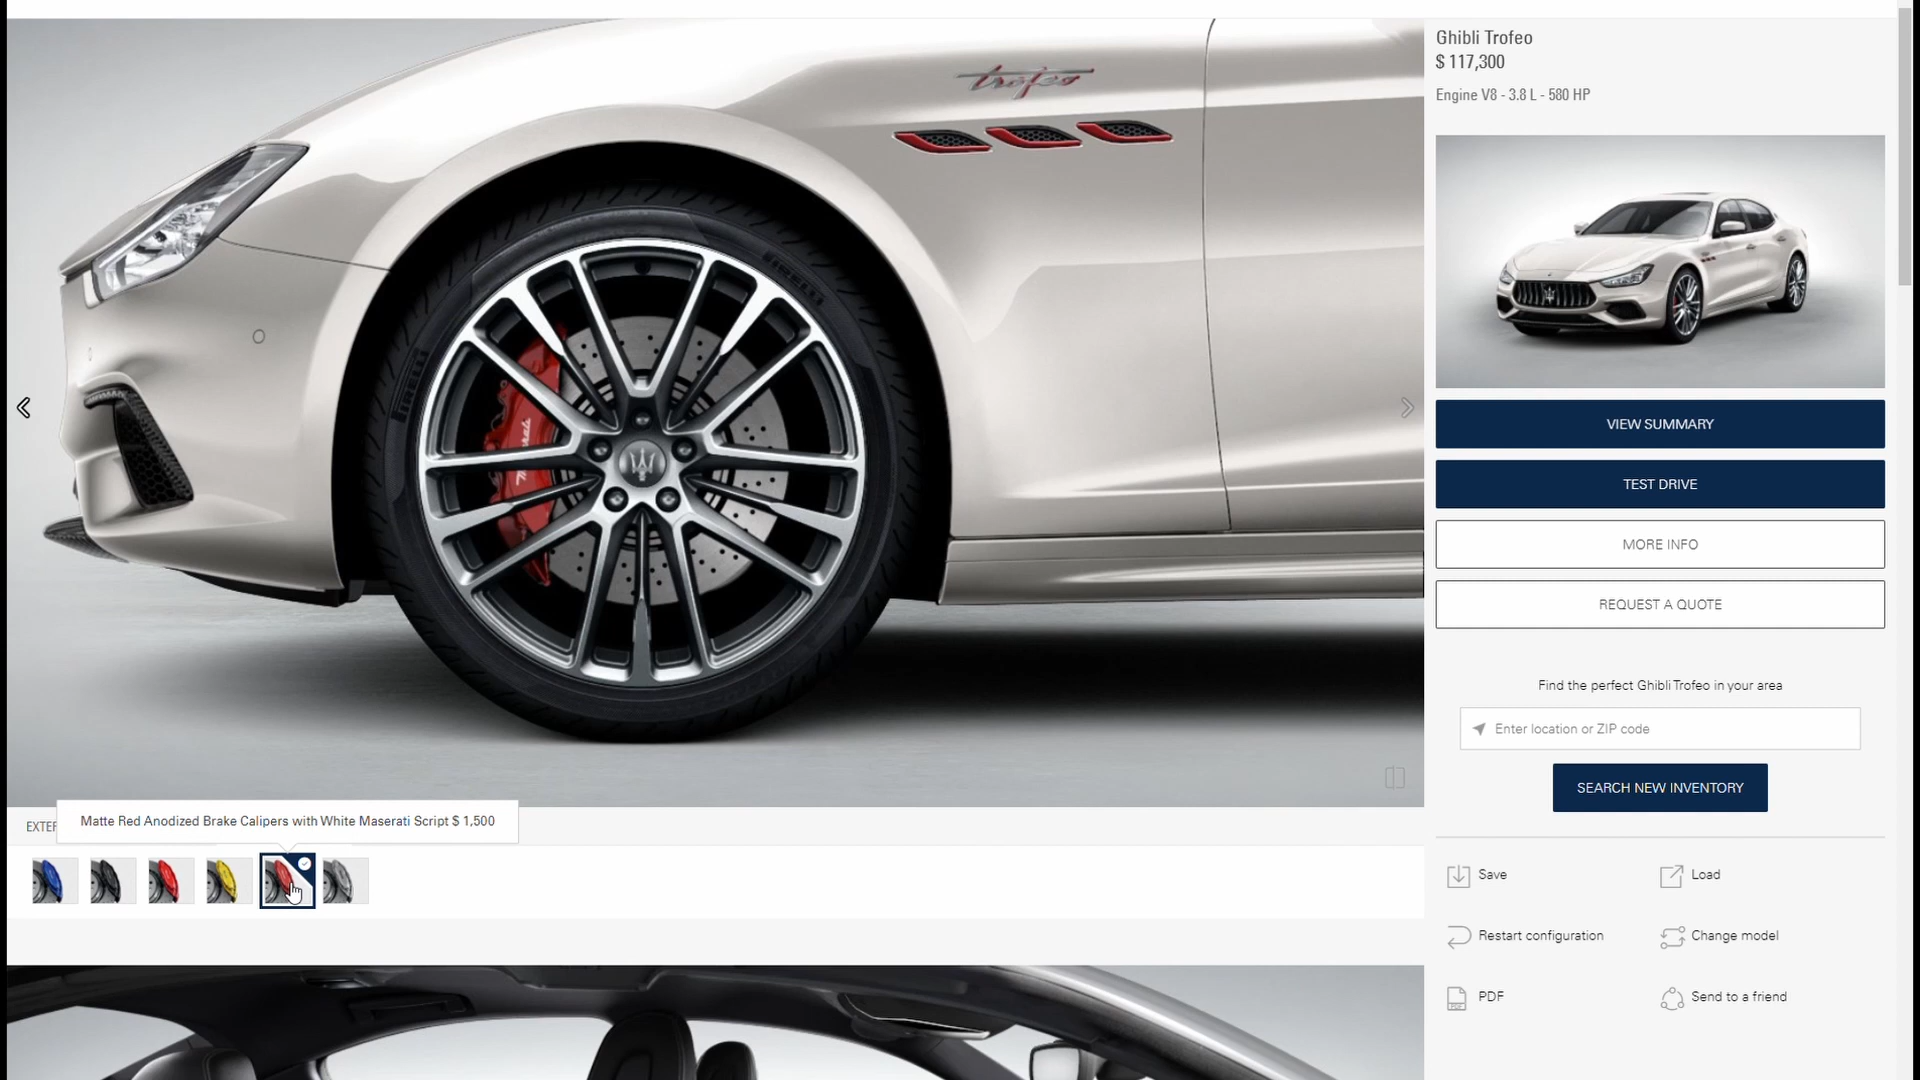 trofeo
PIRELLI
PIRELLI
Maserati
Ghibli Trofeo
$ 117,300
Engine V8 - 3.8 L - 580 HP
VIEW SUMMARY
TEST DRIVE
MORE INFO
REQUEST A QUOTE
Find the perfect Ghibli Trofeo in your area
Enter location or ZIP code
SEARCH NEW INVENTORY
Matte Red Anodized Brake Calipers with White Maserati Script $ 1,500
EXTER
Save
Load
Restart configuration
Change model
PDF
Send to a friend